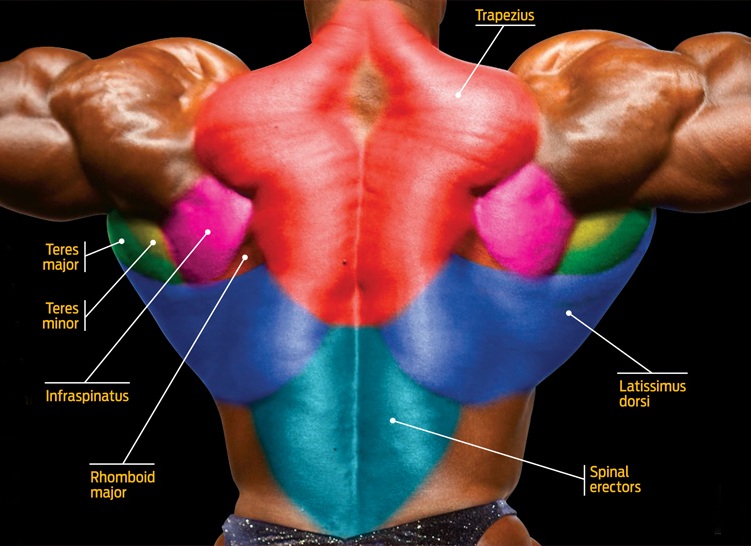 Trapezius
Teres
major
Teres
minor
Infraspinatus
Rhomboid
major
Latissimus
dorsi
Spinal
erectors